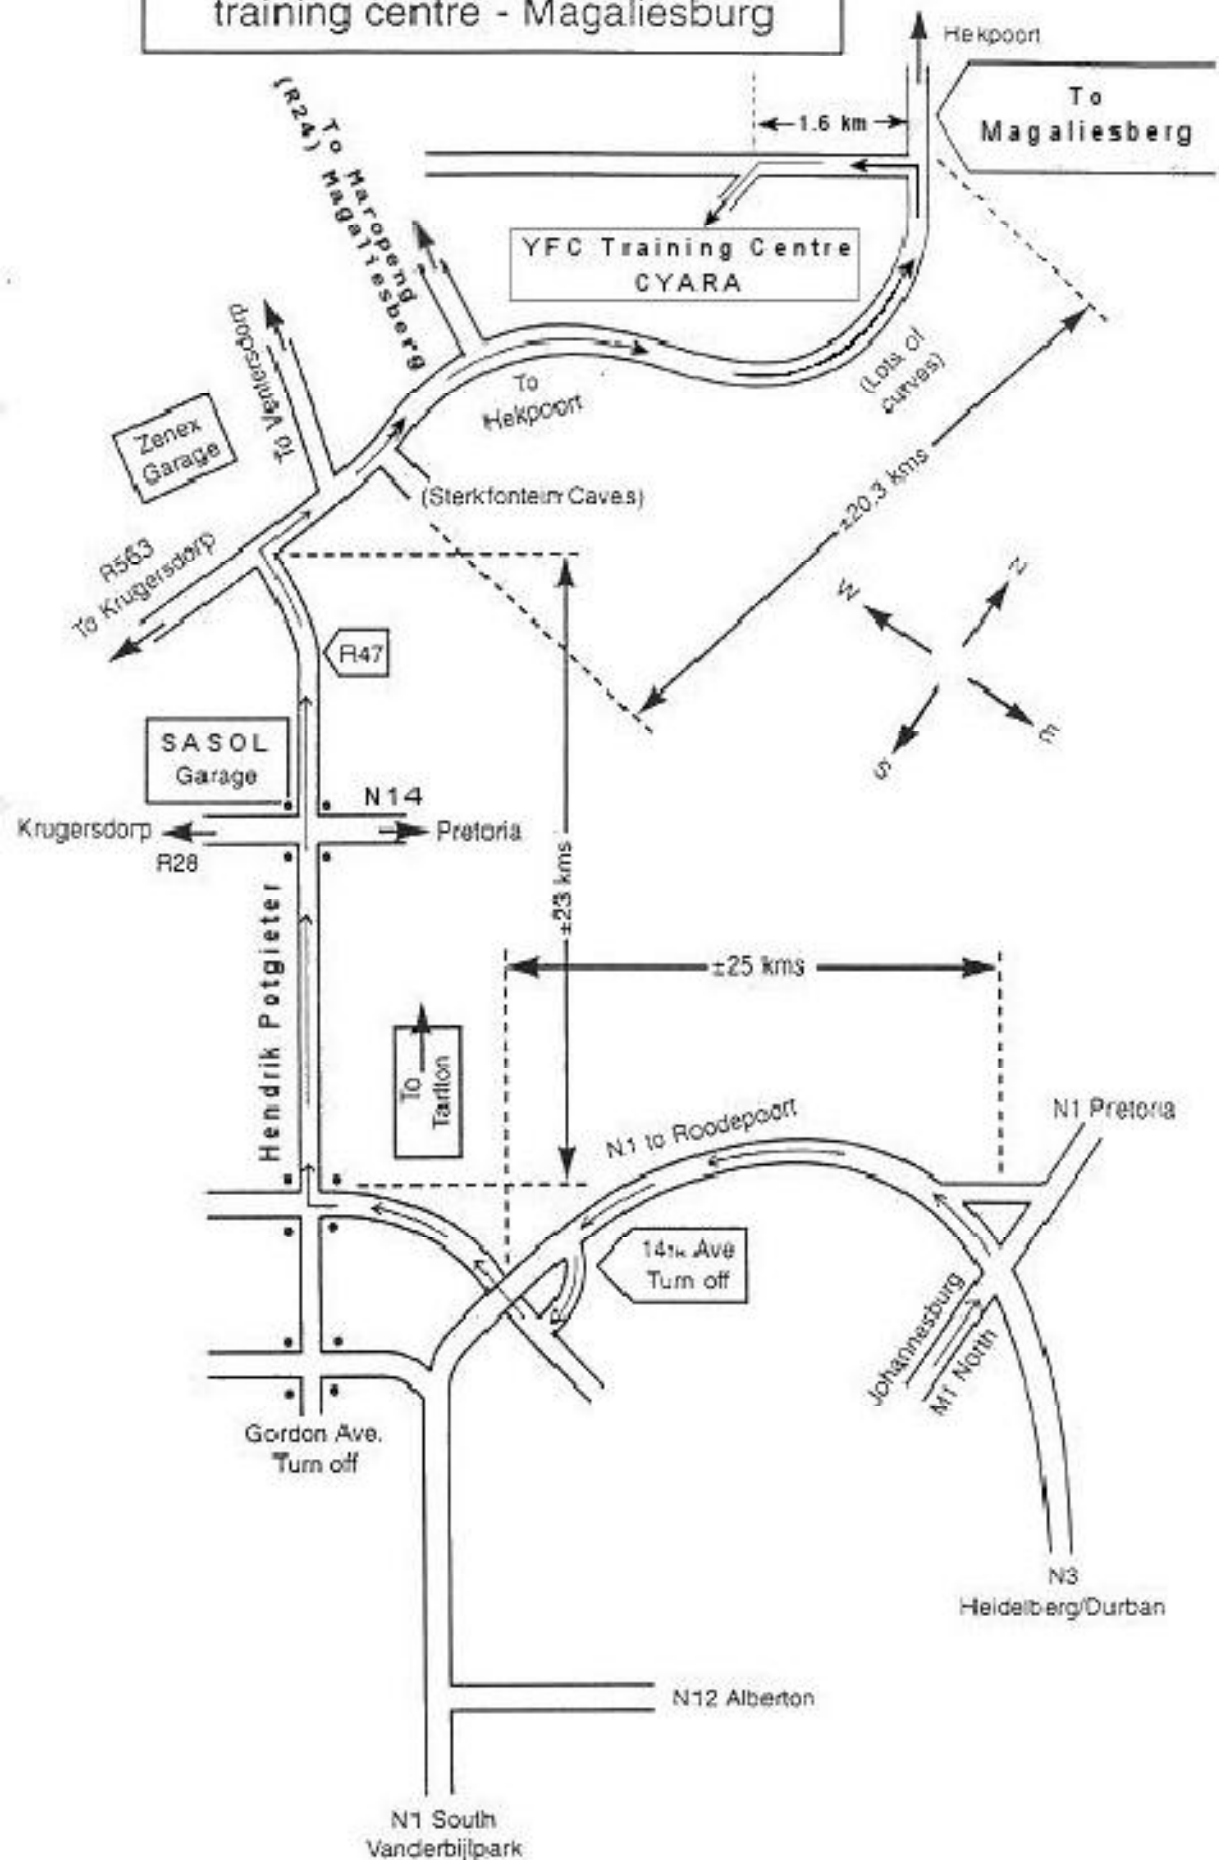 training centre - Magaliesburg
Hekpoort
To
Magaliesberg
1.6 km
To Maropeng
(R24) Magaliesberg
YFC Training Centre
CYARA
To Ventersdorp
To
Hekpoort
(Lots of
curves)
Zenex
Garage
(Sterkfontein Caves)
±20,3 kms
R563
To Krugersdorp
N
W
E
S
R47
SASOL
Garage
N14
Krugersdorp
Pretoria
R28
±23 kms
Hendrik Potgieter
±25 kms
To
Tarlton
N1 Pretoria
N1 to Roodepoort
14th Ave
Turn off
Johannesburg
M1 North
Gordon Ave.
Turn off
N3
Heidelberg/Durban
N12 Alberton
N1 South
Vanderbijlpark